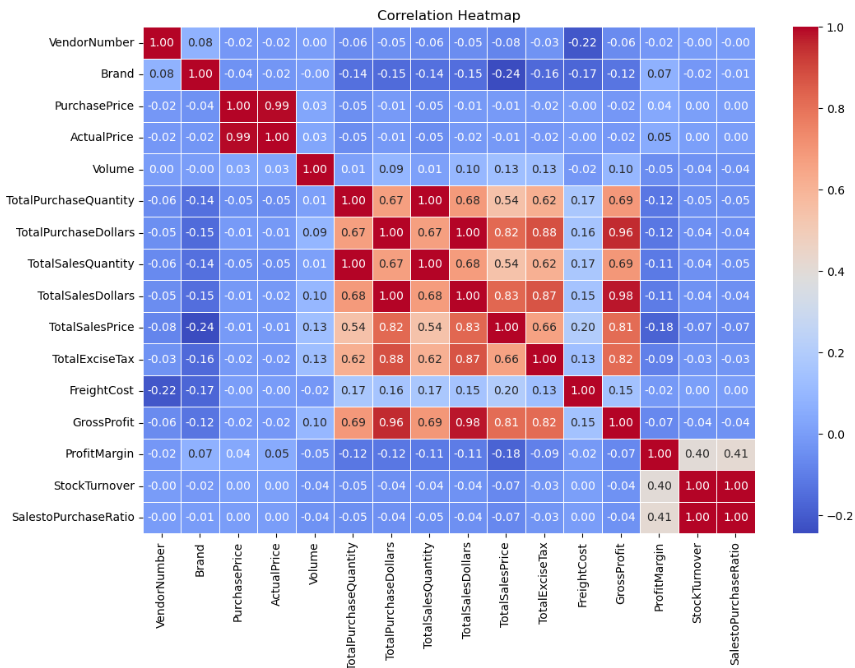 Correlation Heatmap
VendorNumber 1.00 0.08 -0.02 -0.02 0.00 -0.06 -0.05 -0.06 -0.05 -0.08 -0.03 -0.22 -0.06 -0.02 -0.00 -0.00
Brand 0.08 1.00 -0.04 -0.02 -0.00 -0.14 -0.15 -0.14 -0.15 -0.24 -0.16 -0.17 -0.12 0.07 -0.02 -0.01
PurchasePrice -0.02 -0.04 1.00 0.99 0.03 -0.05 -0.01 -0.05 -0.01 -0.01 -0.02 -0.00 -0.02 0.04 0.00 0.00
ActualPrice -0.02 -0.02 0.99 1.00 0.03 -0.05 -0.01 -0.05 -0.02 -0.01 -0.02 -0.00 -0.02 0.05 0.00 0.00
Volume 0.00 -0.00 0.03 0.03 1.00 0.01 0.09 0.01 0.10 0.13 0.13 -0.02 0.10 -0.05 -0.04 -0.04
TotalPurchaseQuantity -0.06 -0.14 -0.05 -0.05 0.01 1.00 0.67 1.00 0.68 0.54 0.62 0.17 0.69 -0.12 -0.05 -0.05
TotalPurchaseDollars -0.05 -0.15 -0.01 -0.01 0.09 0.67 1.00 0.67 1.00 0.82 0.88 0.16 0.96 -0.12 -0.04 -0.04
TotalSalesQuantity -0.06 -0.14 -0.05 -0.05 0.01 1.00 0.67 1.00 0.68 0.54 0.62 0.17 0.69 -0.11 -0.04 -0.05
TotalSalesDollars -0.05 -0.15 -0.01 -0.02 0.10 0.68 1.00 0.68 1.00 0.83 0.87 0.15 0.98 -0.11 -0.04 -0.04
TotalSalesPrice -0.08 -0.24 -0.01 -0.01 0.13 0.54 0.82 0.54 0.83 1.00 0.66 0.20 0.81 -0.18 -0.07 -0.07
TotalExciseTax -0.03 -0.16 -0.02 -0.02 0.13 0.62 0.88 0.62 0.87 0.66 1.00 0.13 0.82 -0.09 -0.03 -0.03
FreightCost -0.22 -0.17 -0.00 -0.00 -0.02 0.17 0.16 0.17 0.15 0.20 0.13 1.00 0.15 -0.02 0.00 0.00
GrossProfit -0.06 -0.12 -0.02 -0.02 0.10 0.69 0.96 0.69 0.98 0.81 0.82 0.15 1.00 -0.07 -0.04 -0.04
ProfitMargin -0.02 0.07 0.04 0.05 -0.05 -0.12 -0.12 -0.11 -0.11 -0.18 -0.09 -0.02 -0.07 1.00 0.40 0.41
StockTurnover -0.00 -0.02 0.00 0.00 -0.04 -0.05 -0.04 -0.04 -0.04 -0.07 -0.03 0.00 -0.04 0.40 1.00 1.00
SalestoPurchaseRatio -0.00 -0.01 0.00 0.00 -0.04 -0.05 -0.04 -0.05 -0.04 -0.07 -0.03 0.00 -0.04 0.41 1.00 1.00
VendorNumber
Brand
PurchasePrice
ActualPrice
Volume
TotalPurchaseQuantity
TotalPurchaseDollars
TotalSalesQuantity
TotalSalesDollars
TotalSalesPrice
TotalExciseTax
FreightCost
GrossProfit
ProfitMargin
StockTurnover
SalestoPurchaseRatio
1.0
0.8
0.6
0.4
0.2
0.0
−0.2